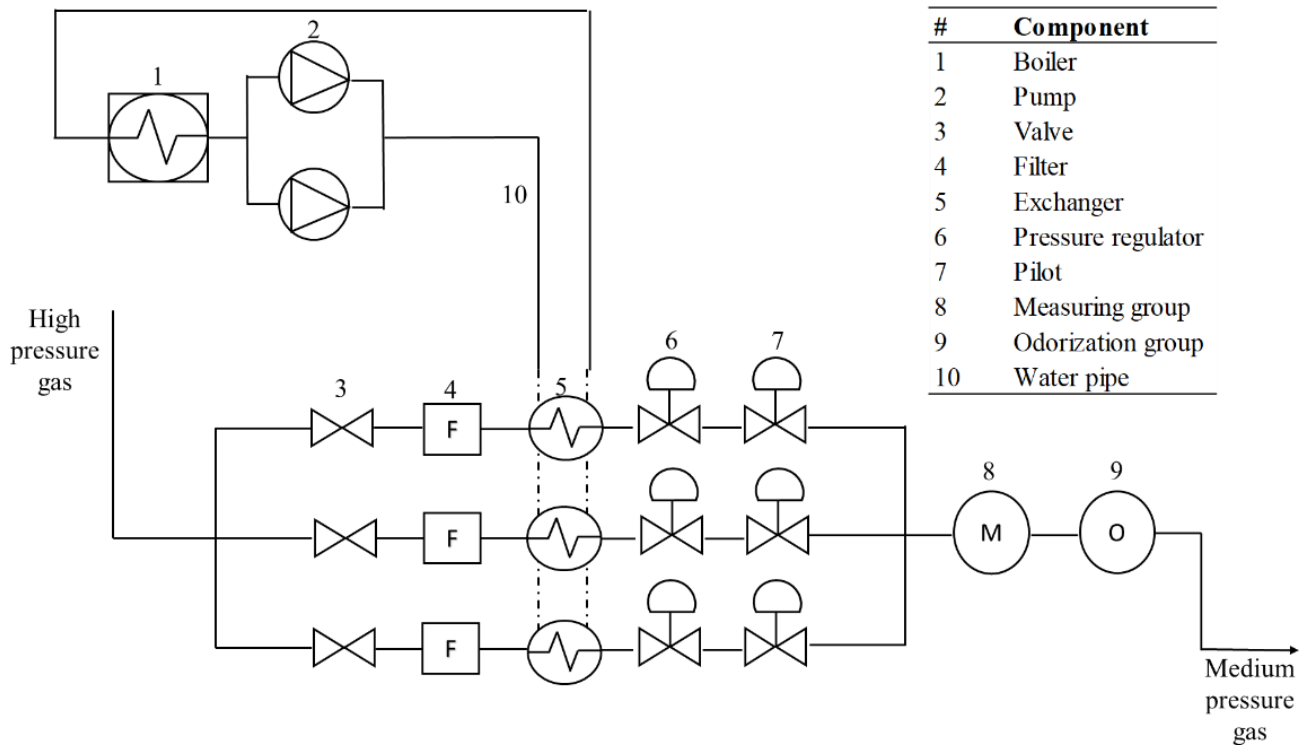 2
1
10
High
pressure
gas
3
4
5
6
7
F
F
F
8
9
M
O
Medium
pressure
gas
# Component
1 Boiler
2 Pump
3 Valve
4 Filter
5 Exchanger
6 Pressure regulator
7 Pilot
8 Measuring group
9 Odorization group
10 Water pipe